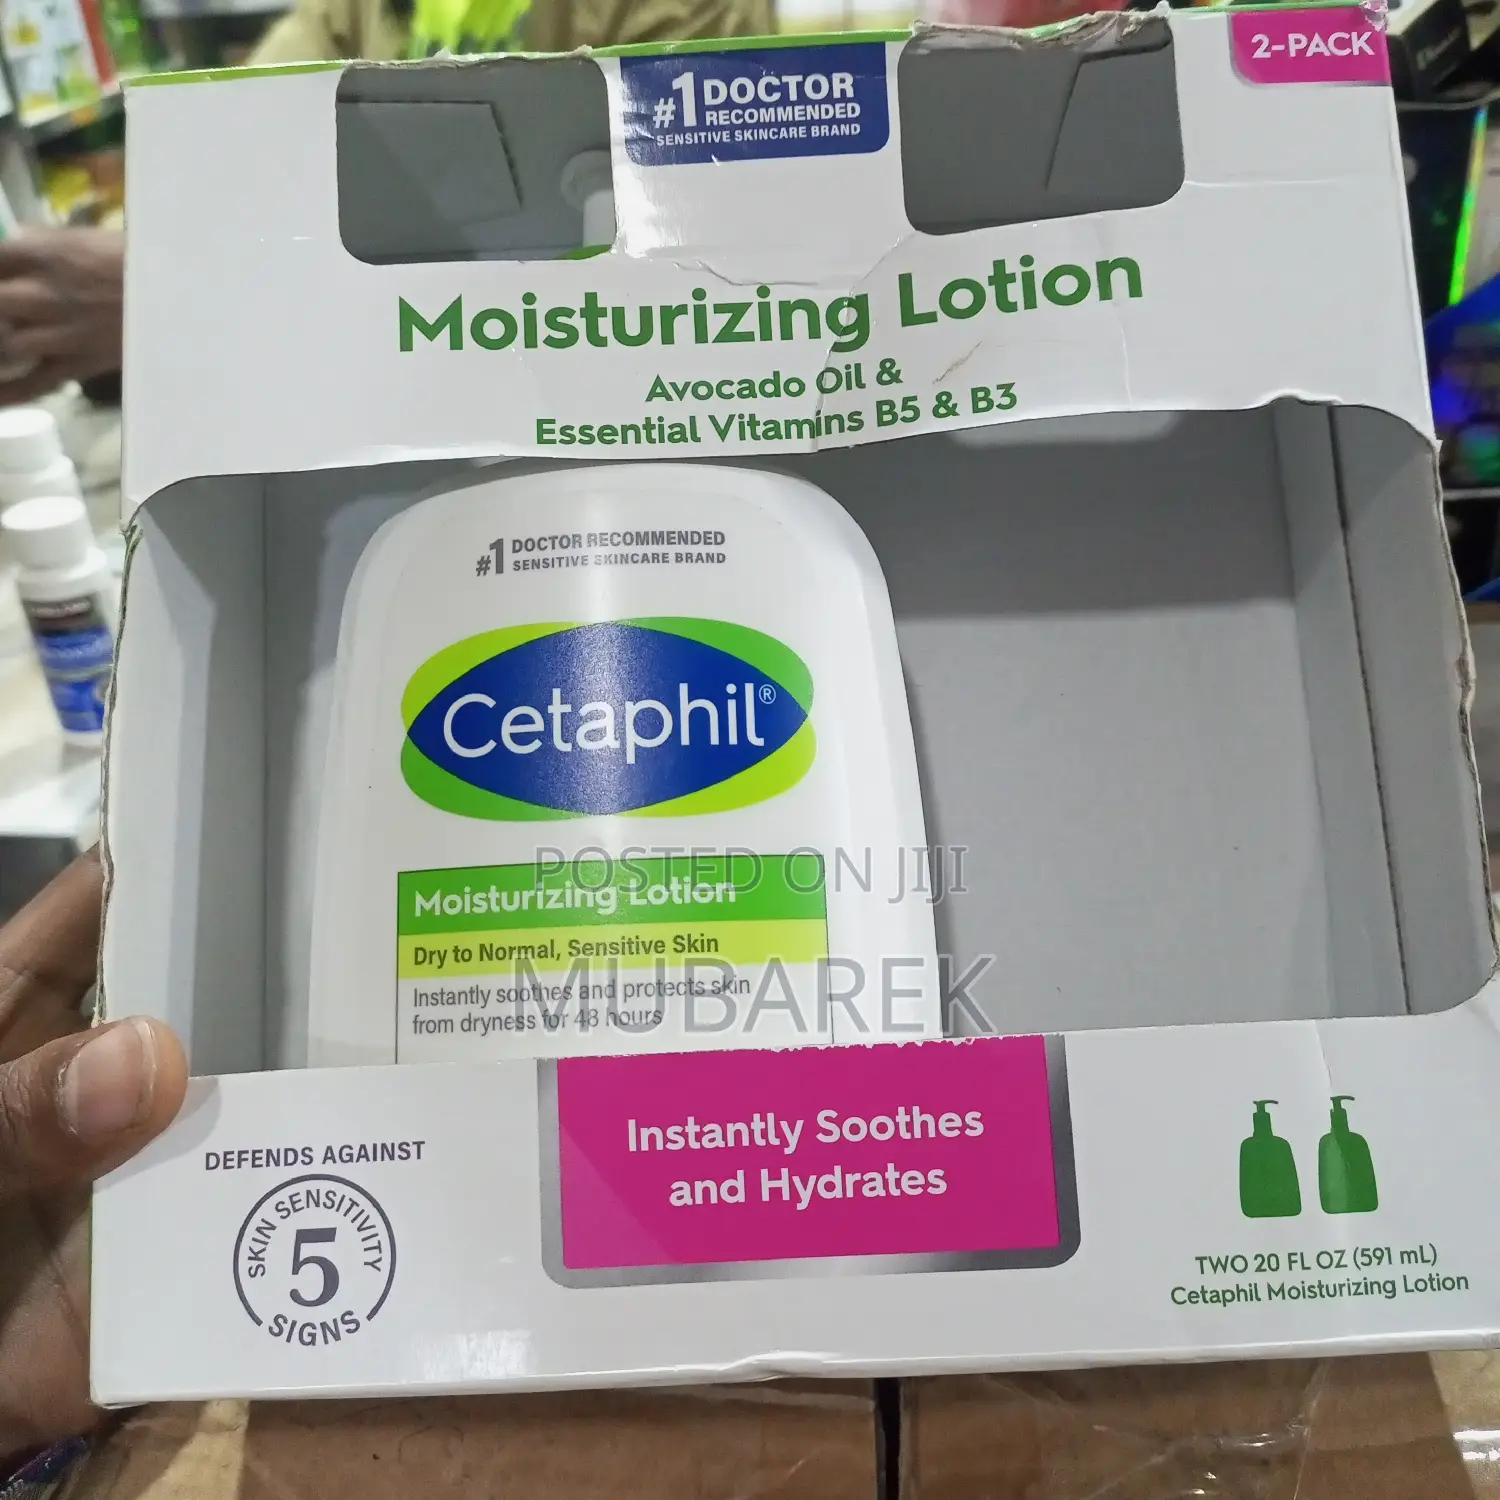 2-PACK
#1 DOCTOR
RECOMMENDED
SENSITIVE SKINCARE BRAND
Moisturizing Lotion
Avocado Oil &
Essential Vitamins B5 & B3
#1 DOCTOR RECOMMENDED
SENSITIVE SKINCARE BRAND
Cetaphil®
Moisturizing Lotion
Dry to Normal, Sensitive Skin
Instantly soothes and protects skin
from dryness for 48 hours
POSTED ON JIJI
MUBAREK
DEFENDS AGAINST
SKIN SENSITIVITY
5
SIGNS
Instantly Soothes
and Hydrates
TWO 20 FL OZ (591 mL)
Cetaphil Moisturizing Lotion